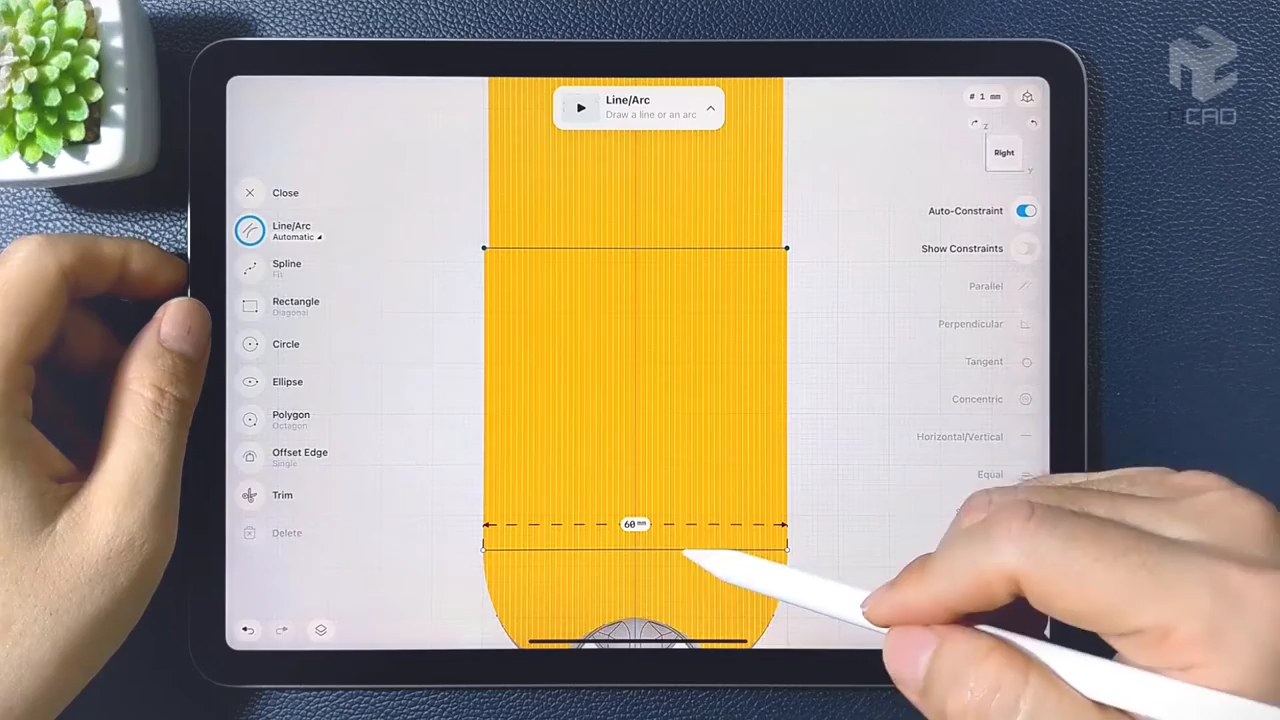 Line/Arc
Draw a line or an arc
# 1 mm
Z
Right
Y
CAD
Close
Line/Arc
Automatic
Spline
Fit
Rectangle
Diagonal
Circle
Ellipse
Polygon
Octagon
Offset Edge
Single
Trim
Delete
Auto-Constraint
Show Constraints
Parallel
Perpendicular
Tangent
Concentric
Horizontal/Vertical
Equal
60 mm